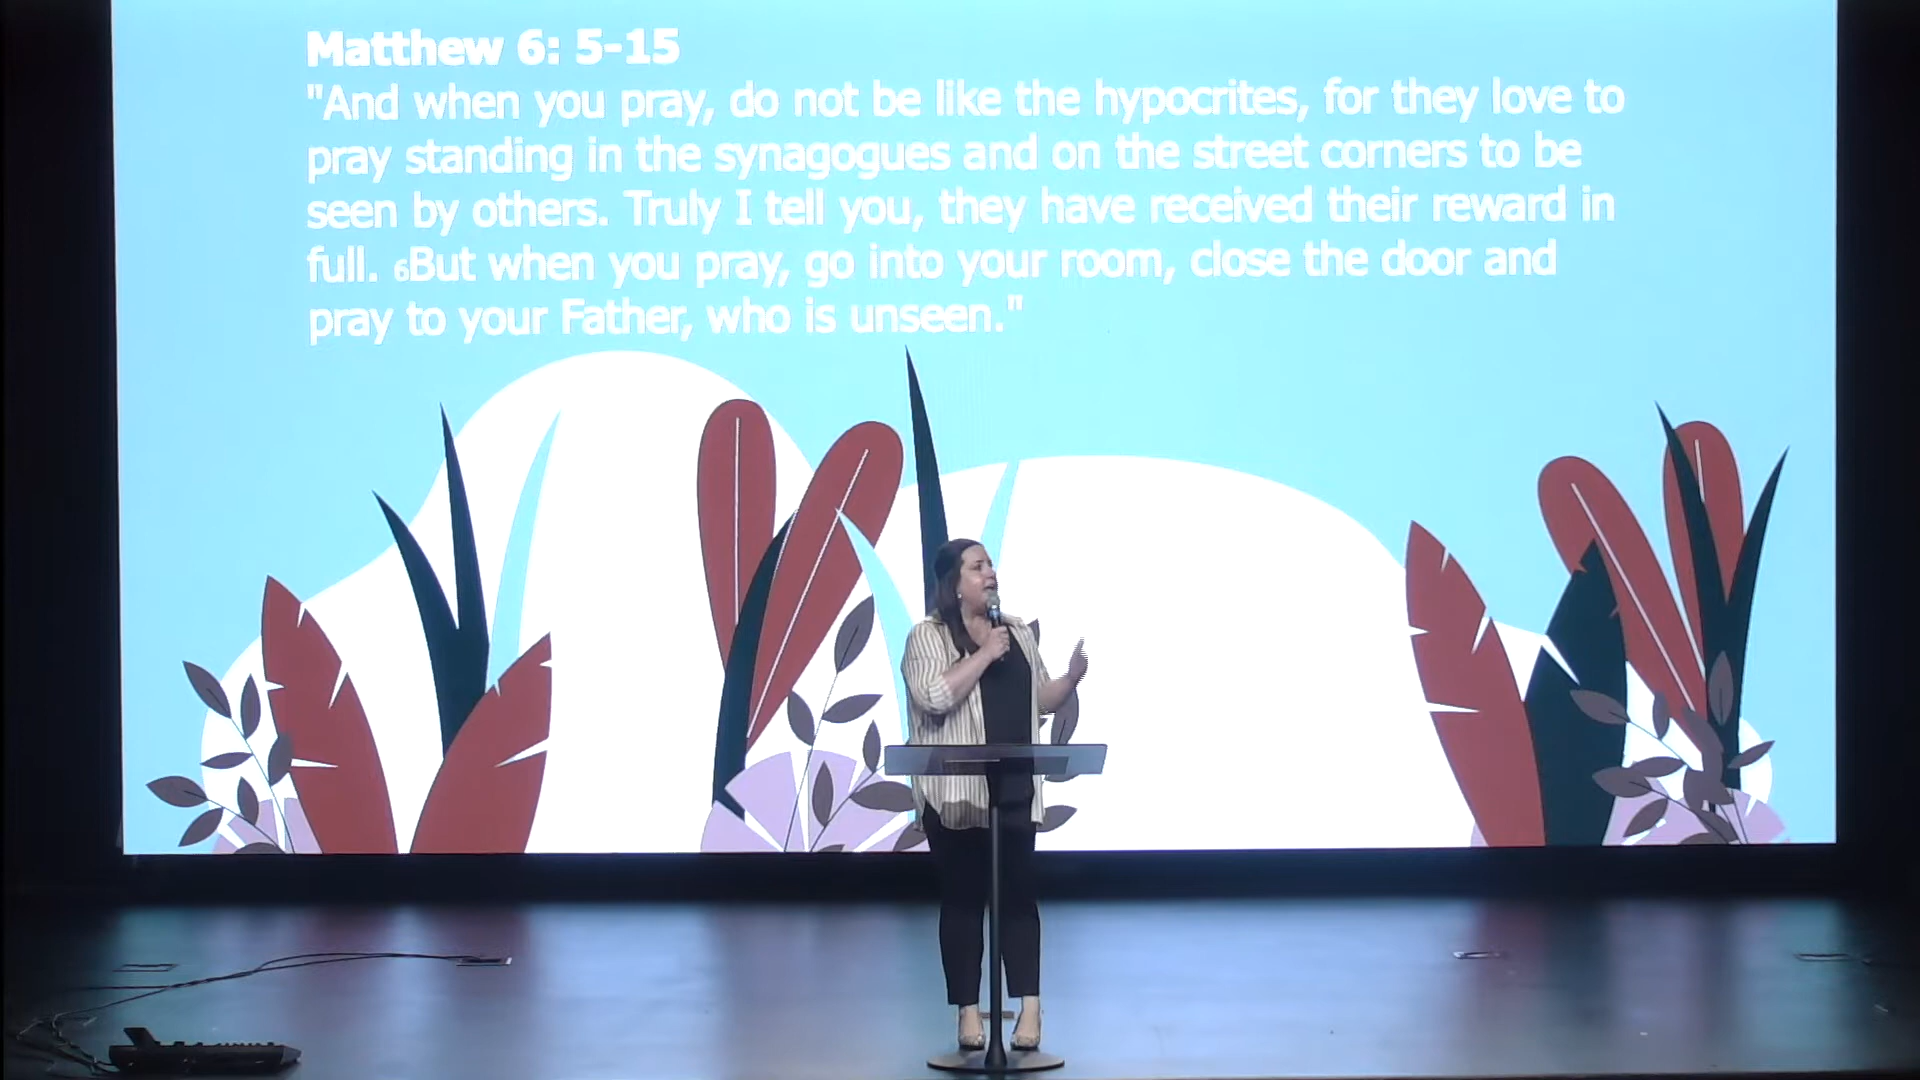 Matthew 6: 5-15
"And when you pray, do not be like the hypocrites, for they love to
pray standing in the synagogues and on the street corners to be
seen by others. Truly I tell you, they have received their reward in
full. 6But when you pray, go into your room, close the door and
pray to your Father, who is unseen."